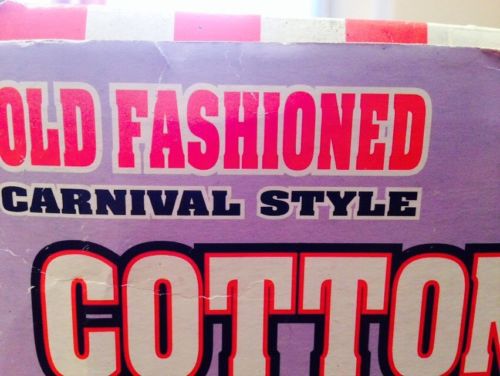 OLD FASHIONED
CARNIVAL STYLE
COTTON